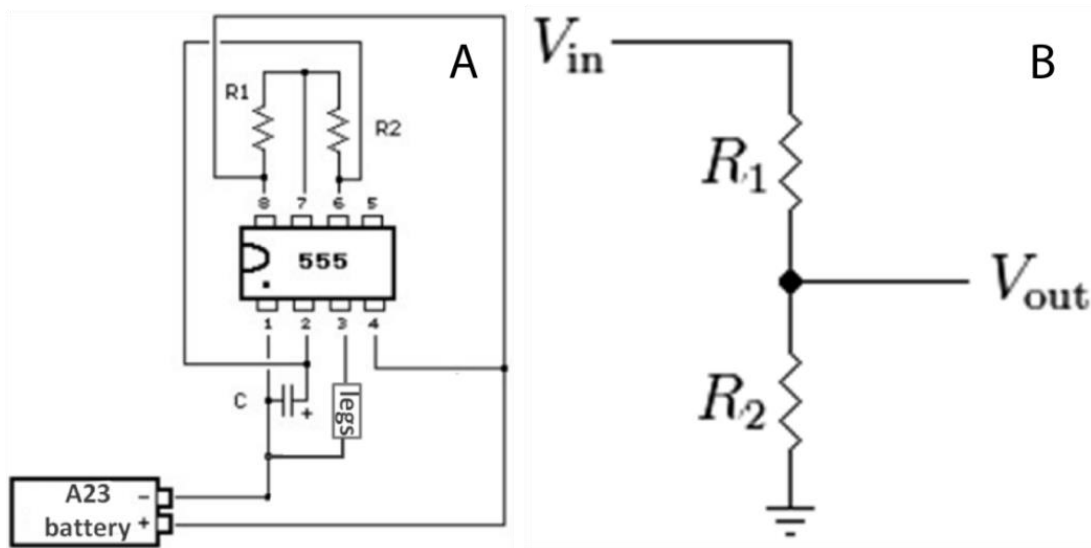 A
R1
R2
8 7 6 5
555
1 2 3 4
C
+
legs
A23 −
battery +
B
Vin
R1
Vout
R2